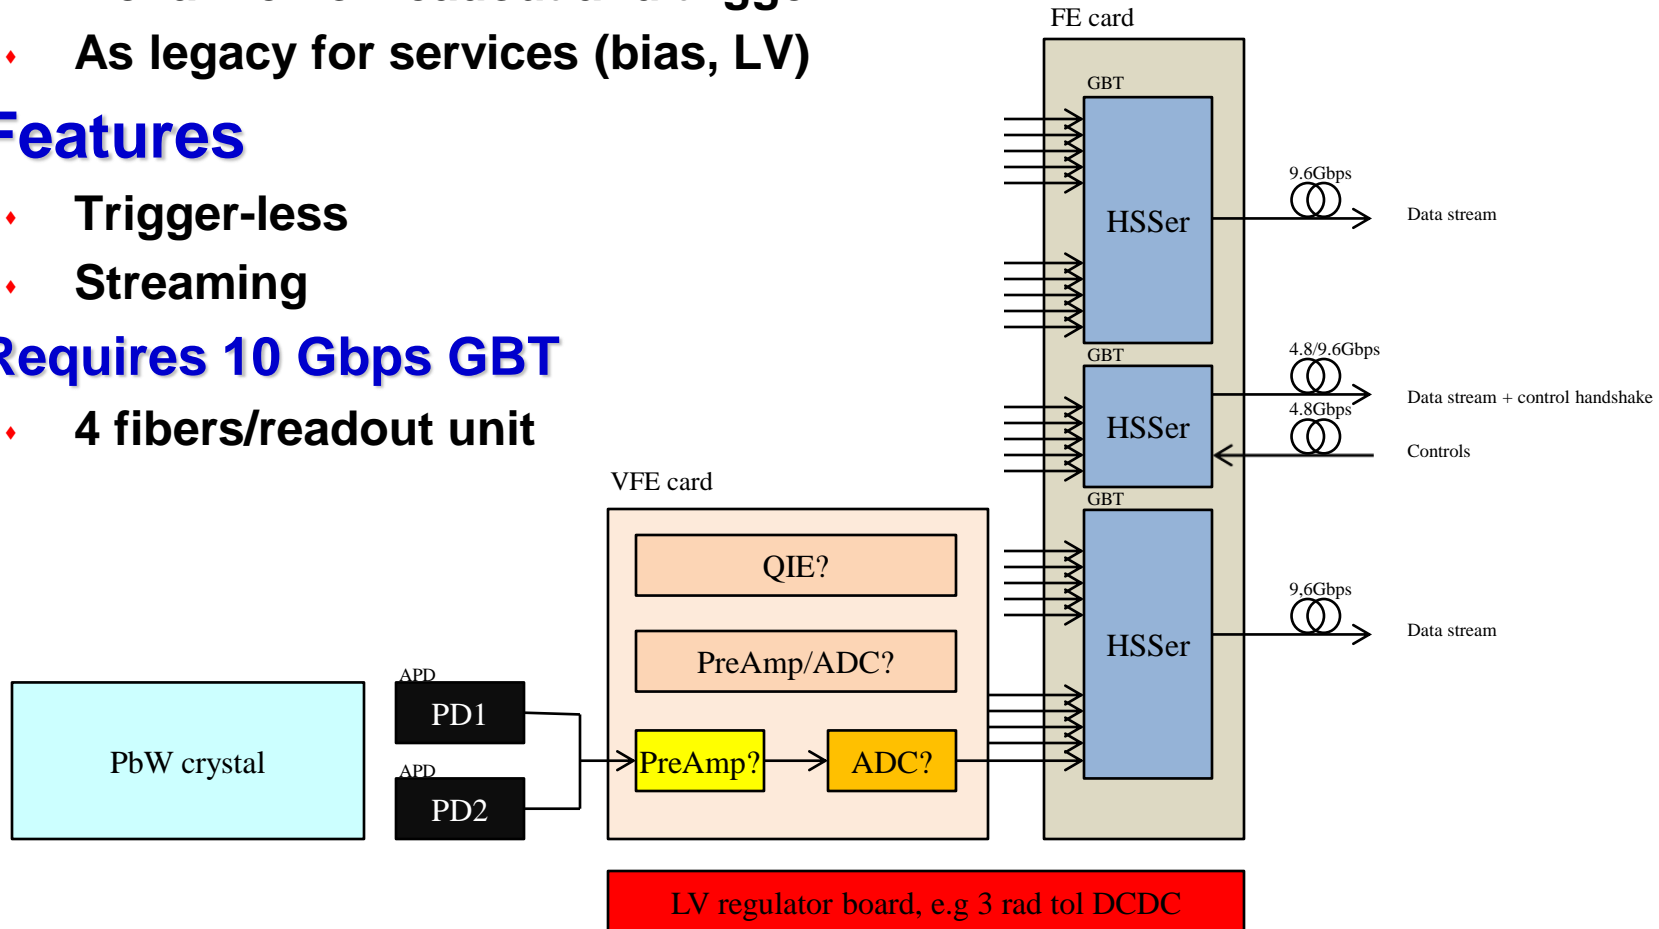 As legacy for services (bias, LV)
Features
Trigger-less
Streaming
Requires 10 Gbps GBT
4 fibers/readout unit
FE card
GBT
HSSer
9.6Gbps
Data stream
GBT
HSSer
4.8/9.6Gbps
Data stream + control handshake
4.8Gbps
Controls
GBT
HSSer
9,6Gbps
Data stream
VFE card
QIE?
PreAmp/ADC?
PreAmp?
ADC?
APD
PD1
APD
PD2
PbW crystal
LV regulator board, e.g 3 rad tol DCDC